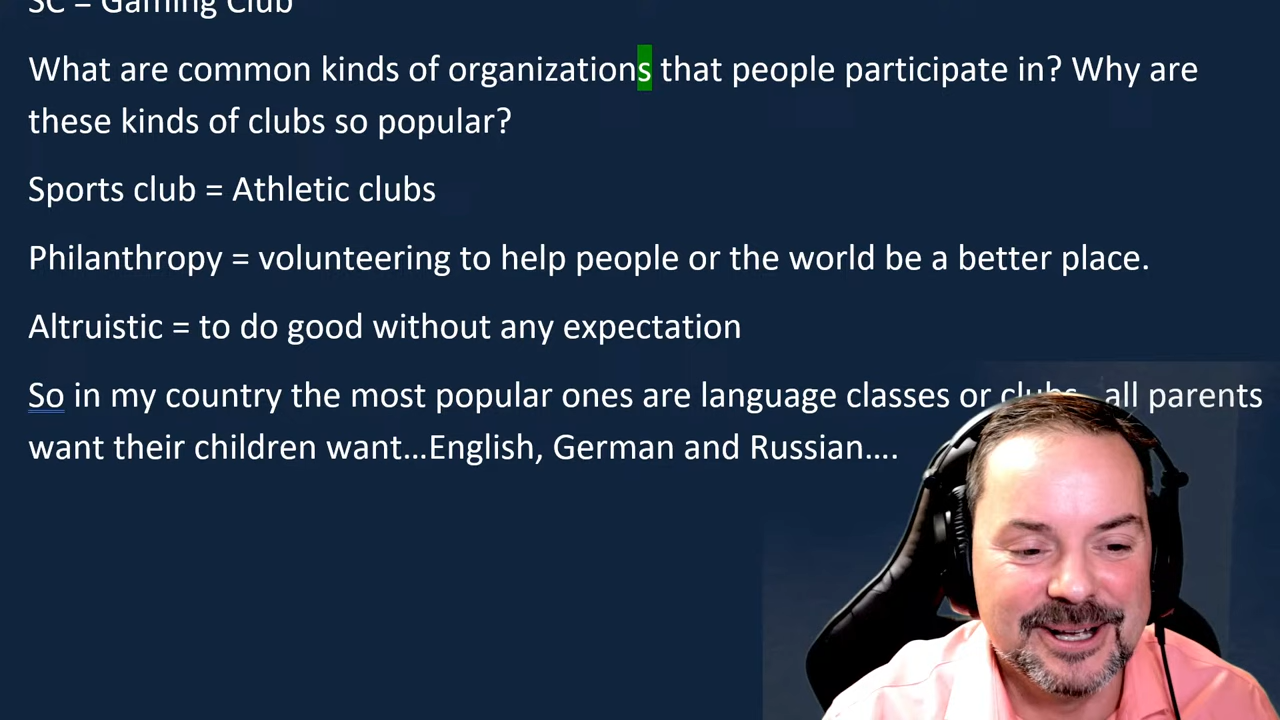 SC = Gaming Club
What are common kinds of organizations that people participate in? Why are
these kinds of clubs so popular?
Sports club = Athletic clubs
Philanthropy = volunteering to help people or the world be a better place.
Altruistic = to do good without any expectation
So in my country the most popular ones are language classes or clubs all parents
want their children want...English, German and Russian....